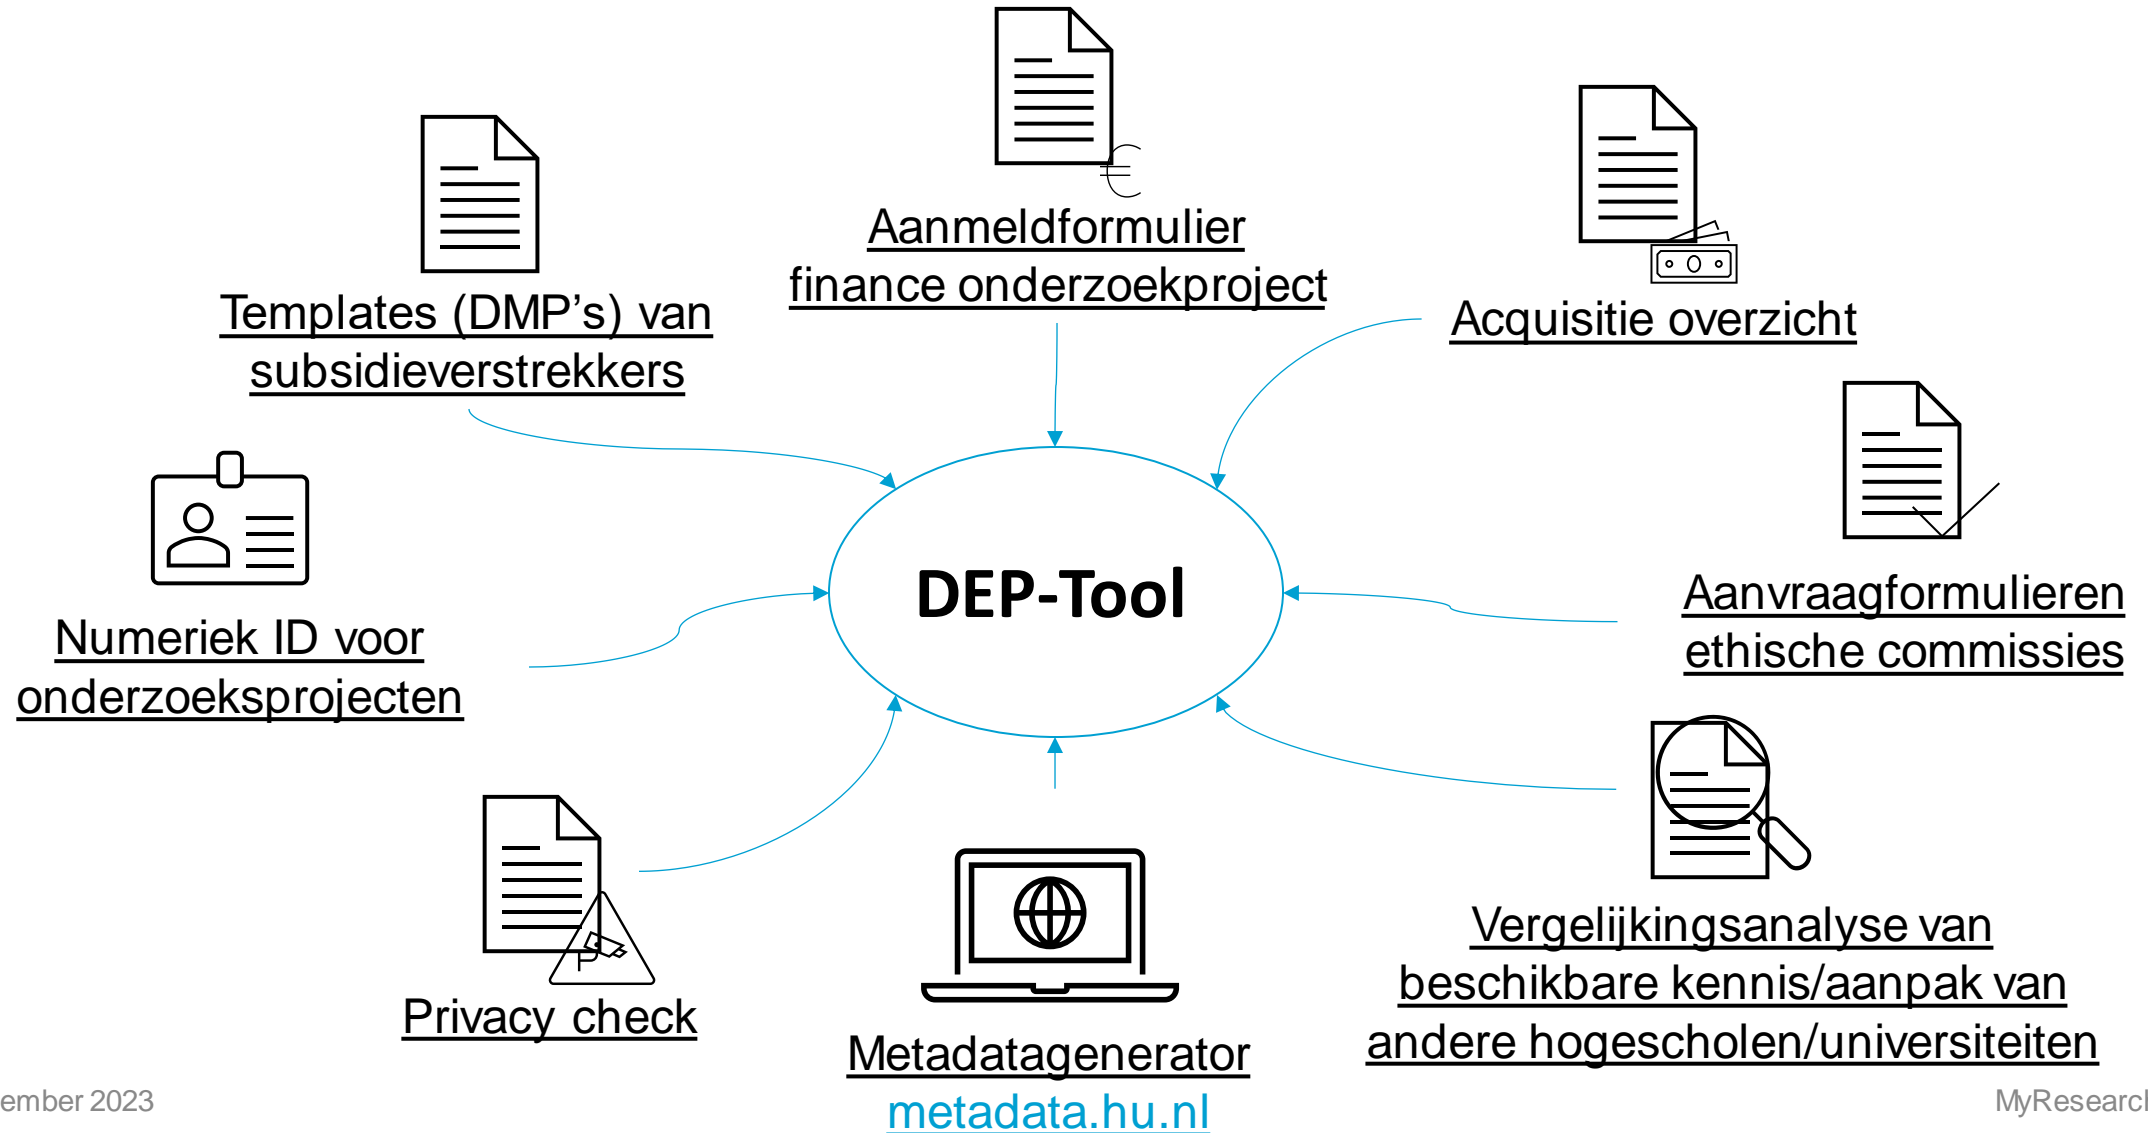 Aanmeldformulier
finance onderzoekproject
Templates (DMP's) van
subsidieverstrekkers
Acquisitie overzicht
DEP-Tool
Numeriek ID voor
onderzoeksprojecten
Aanvraagformulieren
ethische commissies
Privacy check
Metadatagenerator
metadata.hu.nl
Vergelijkingsanalyse van
beschikbare kennis/aanpak van
andere hogescholen/universiteiten
ember 2023
MyResearch